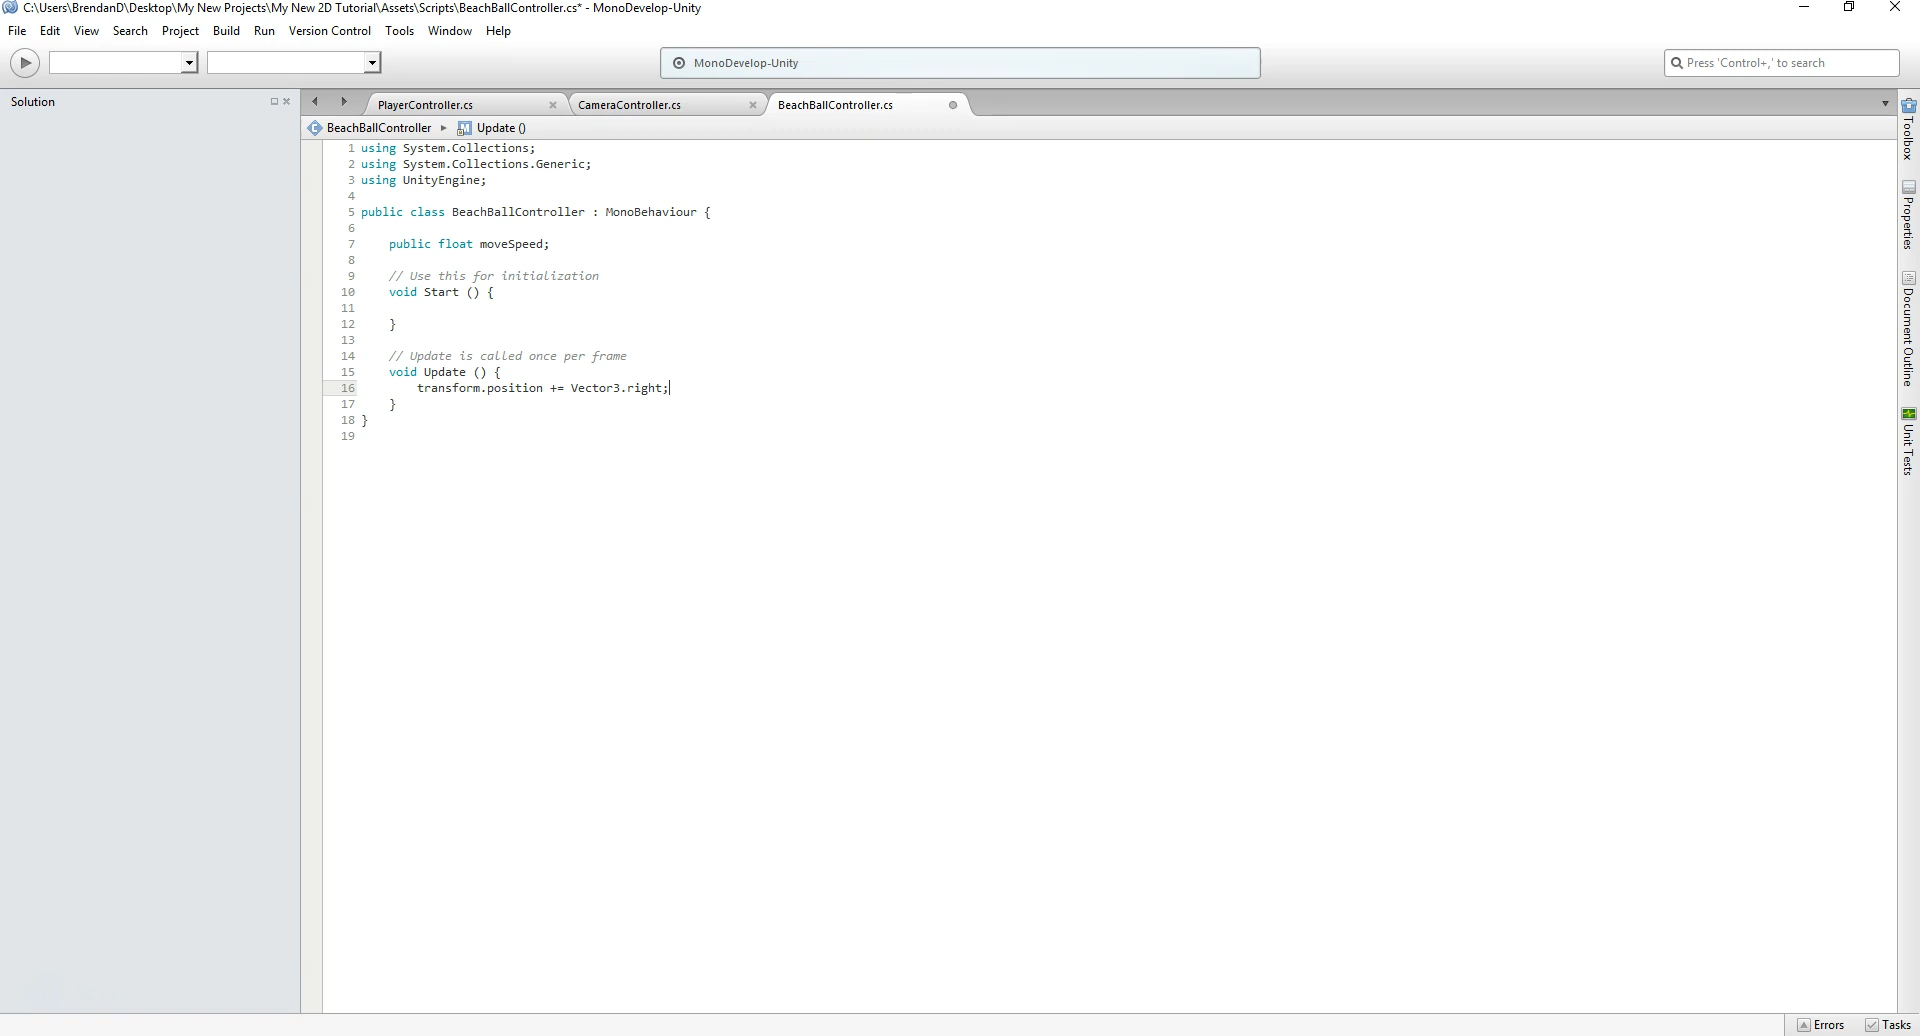 C:\Users\BrendanD\Desktop\My New Projects\My New 2D Tutorial\Assets\Scripts\BeachBallController.cs* - MonoDevelop-Unity
File Edit View Search Project Build Run Version Control Tools Window Help
MonoDevelop-Unity
Press 'Control+,' to search
Solution
PlayerController.cs
CameraController.cs
BeachBallController.cs
BeachBallController
Update ()
1 using System.Collections;
2 using System.Collections.Generic;
3 using UnityEngine;
4
5 public class BeachBallController : MonoBehaviour {
6
7 public float moveSpeed;
8
9 // Use this for initialization
10 void Start () {
11
12 }
13
14 // Update is called once per frame
15 void Update () {
16 transform.position += Vector3.right;
17 }
18 }
19
Toolbox
Properties
Document Outline
Unit Tests
Errors
Tasks